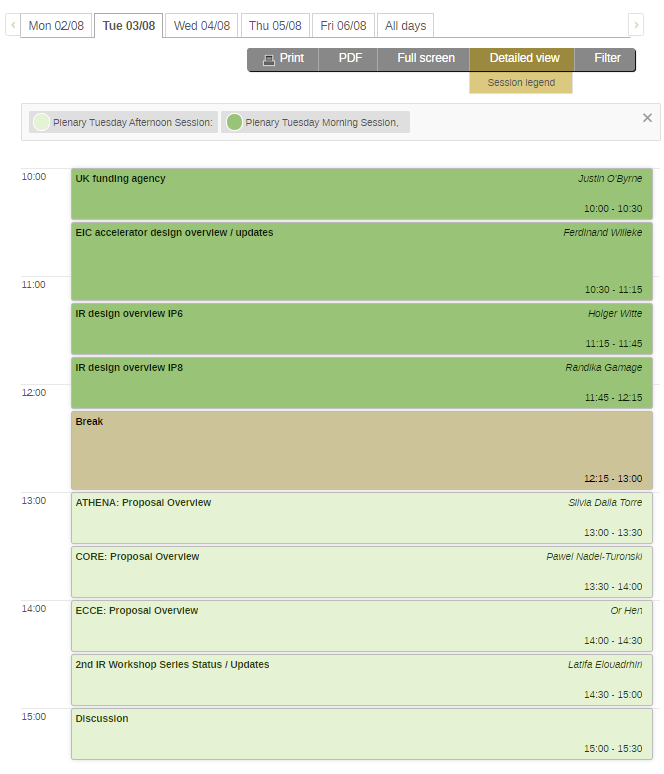 Mon 02/08 Tue 03/08 Wed 04/08 Thu 05/08 Fri 06/08 All days
Print PDF Full screen Detailed view Filter
Session legend
Plenary Tuesday Afternoon Session: Plenary Tuesday Morning Session,
10:00 UK funding agency Justin O'Byrne
10:00 - 10:30
EIC accelerator design overview / updates Ferdinand Willeke
11:00 10:30 - 11:15
IR design overview IP6 Holger Witte
11:15 - 11:45
IR design overview IP8 Randika Gamage
12:00 11:45 - 12:15
Break
12:15 - 13:00
13:00 ATHENA: Proposal Overview Silvia Dalla Torre
13:00 - 13:30
CORE: Proposal Overview Pawel Nadel-Turonski
13:30 - 14:00
14:00 ECCE: Proposal Overview Or Hen
14:00 - 14:30
2nd IR Workshop Series Status / Updates Latifa Elouadrhiri
14:30 - 15:00
15:00 Discussion
15:00 - 15:30